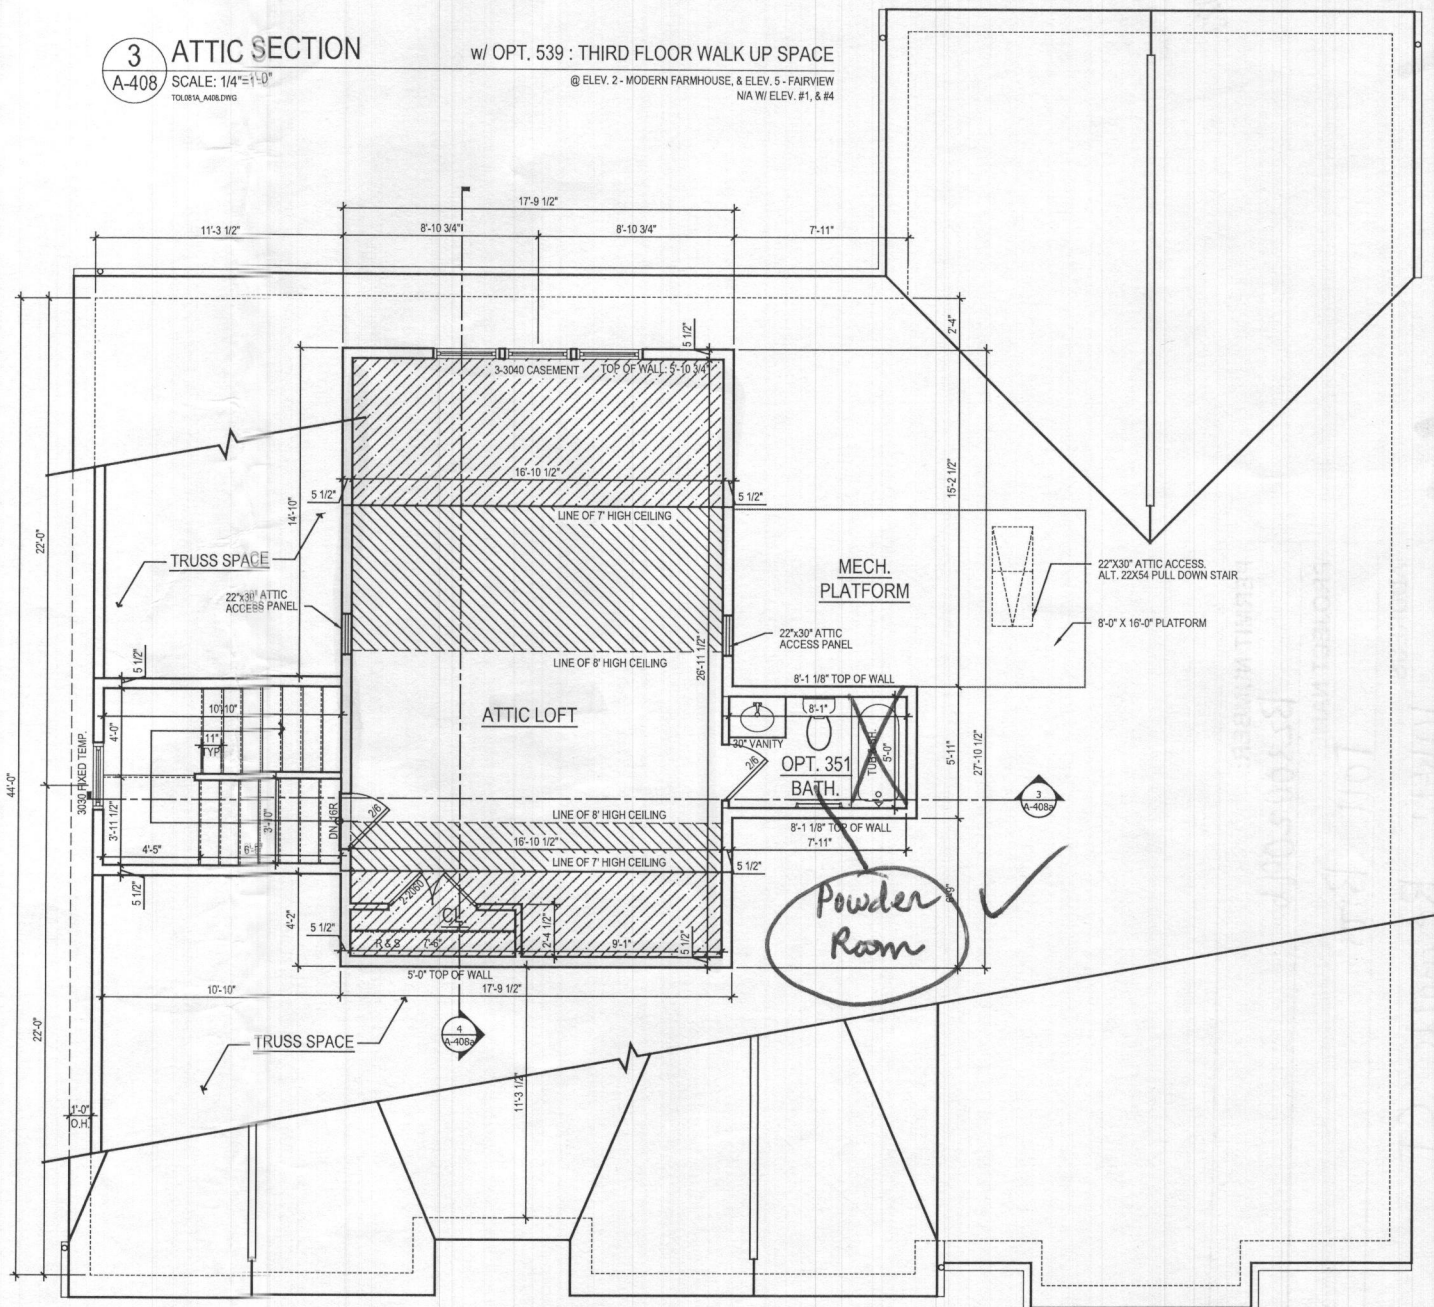 3
A-408
ATTIC SECTION
SCALE: 1/4"=1'-0"
TOL081A_A408.DWG
w/ OPT. 539 : THIRD FLOOR WALK UP SPACE
@ ELEV. 2 - MODERN FARMHOUSE, & ELEV. 5 - FAIRVIEW
N/A W/ ELEV. #1, & #4
17'-9 1/2"
11'-3 1/2"
8'-10 3/4"
8'-10 3/4"
7'-11"
2'-4"
5 1/2"
3-3040 CASEMENT
TOP OF WALL: 5'-10 3/4"
16'-10 1/2"
5 1/2"
5 1/2"
14'-10"
15'-2 1/2"
LINE OF 7' HIGH CEILING
22'-0"
TRUSS SPACE
MECH.
PLATFORM
22"X30" ATTIC ACCESS.
ALT. 22X54 PULL DOWN STAIR
22"x30" ATTIC
ACCESS PANEL
8'-0" X 16'-0" PLATFORM
22"x30" ATTIC
ACCESS PANEL
5 1/2"
LINE OF 8' HIGH CEILING
26'-11 1/2"
8'-1 1/8" TOP OF WALL
10'-10"
ATTIC LOFT
8'-1"
4'-0"
11"
TYP.
30" VANITY
5'-0"
5'-11"
27'-10 1/2"
3030 FIXED TEMP.
2/6
OPT. 351
BATH.
44'-0"
3
A-408a
3'-11 1/2"
3'-10"
DN 16R
2/6
LINE OF 8' HIGH CEILING
8'-1 1/8" TOP OF WALL
4'-5"
16'-10 1/2"
7'-11"
LINE OF 7' HIGH CEILING
5 1/2"
5 1/2"
2-2060
Powder
Room
CL.
4'-2"
5 1/2"
R & S
7'-6"
2'-4 1/2"
9'-1"
5 1/2"
5'-0" TOP OF WALL
10'-10"
17'-9 1/2"
22'-0"
TRUSS SPACE
4
A-408a
11'-3 1/2"
1'-0"
O.H.